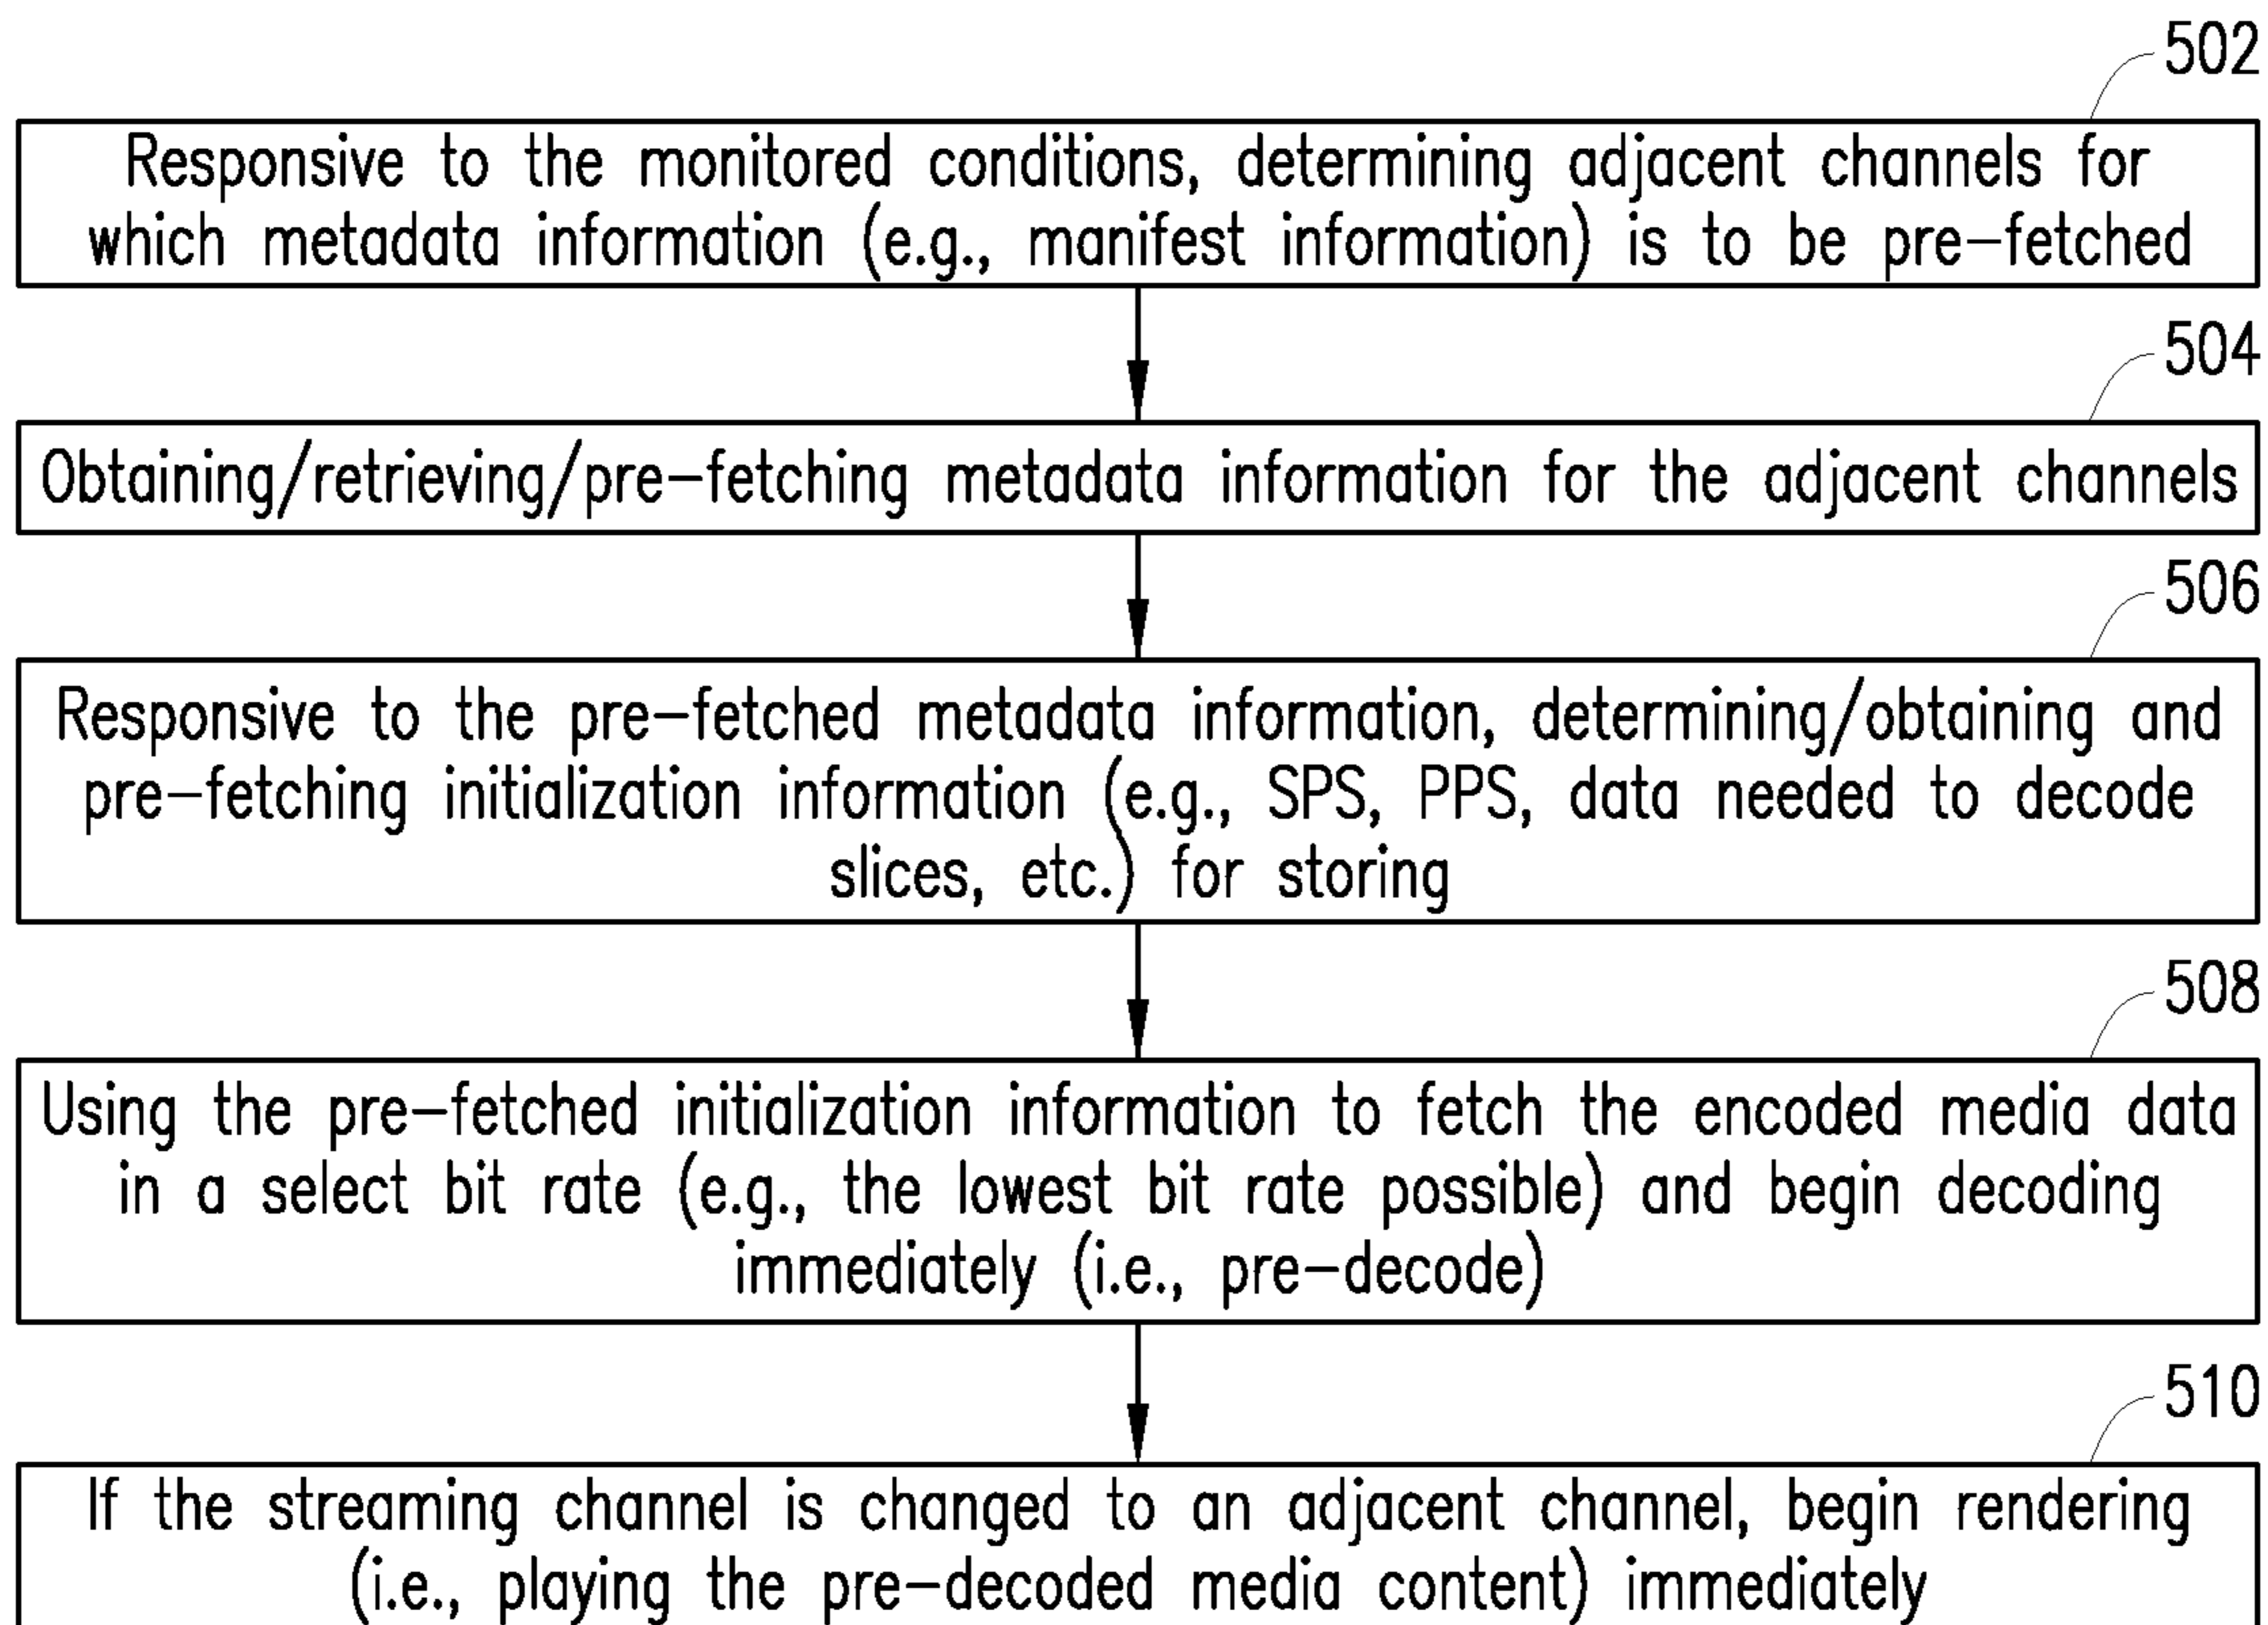 502
Responsive to the monitored conditions, determining adjacent channels for
which metadata information (e.g., manifest information) is to be pre-fetched
504
Obtaining/retrieving/pre-fetching metadata information for the adjacent channels
506
Responsive to the pre-fetched metadata information, determining/obtaining and
pre-fetching initialization information (e.g., SPS, PPS, data needed to decode
slices, etc.) for storing
508
Using the pre-fetched initialization information to fetch the encoded media data
in a select bit rate (e.g., the lowest bit rate possible) and begin decoding
immediately (i.e., pre-decode)
510
If the streaming channel is changed to an adjacent channel, begin rendering
(i.e., playing the pre-decoded media content) immediately